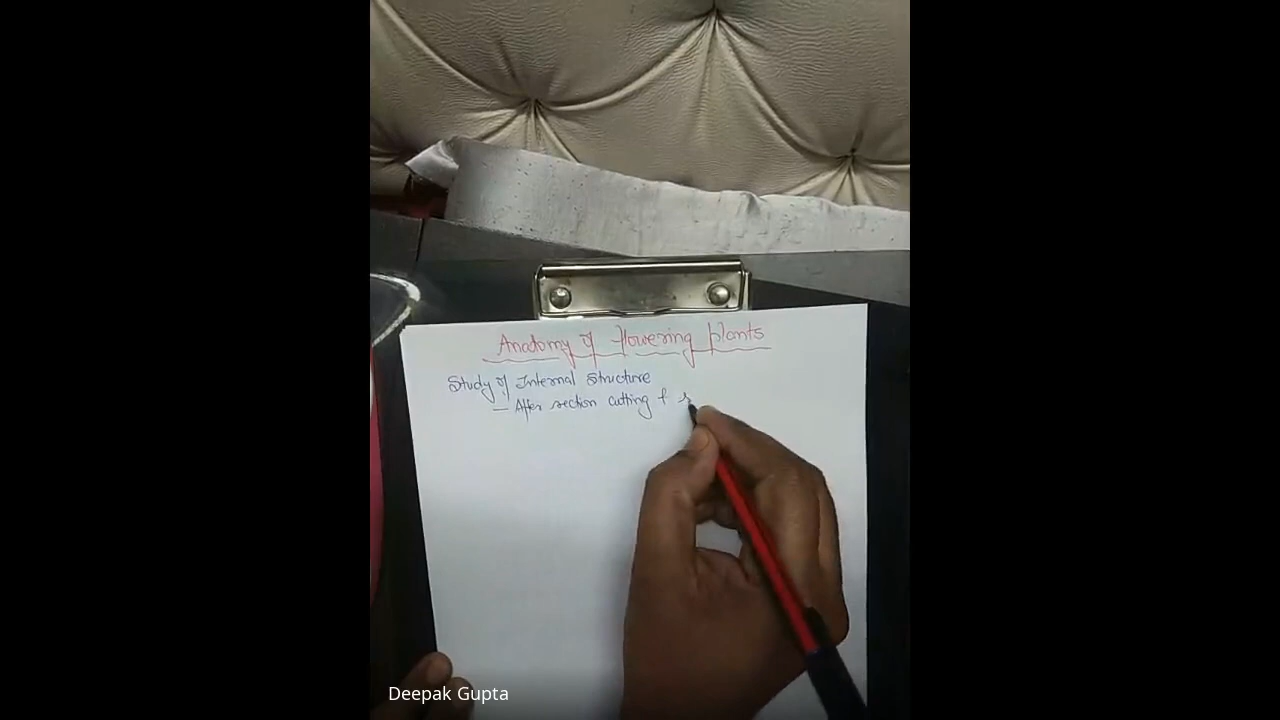 Anatomy of flowering plants
Study of Internal structure
— After section cutting & s
Deepak Gupta